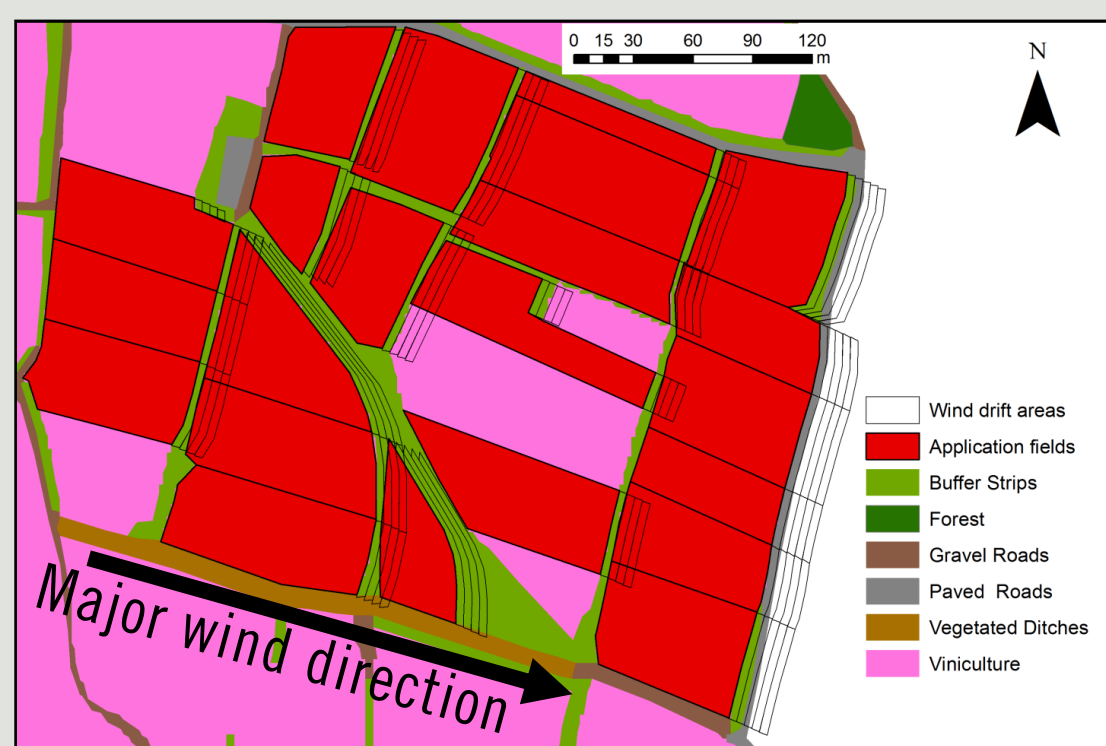 0 15 30 60 90 120
m
N
Wind drift areas
Application fields
Buffer Strips
Forest
Gravel Roads
Paved Roads
Vegetated Ditches
Viniculture
Major wind direction